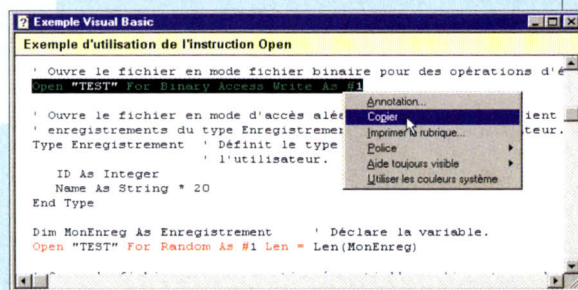 Exemple Visual Basic
Exemple d'utilisation de l'instruction Open
' Ouvre le fichier en mode fichier binaire pour des opérations d'é
Open "TEST" For Binary Access Write As #1
' Ouvre le fichier en mode d'accès aléa ient
' enregistrements du type Enregistremen teur.
Type Enregistrement ' Définit le type
' l'utilisateur.
ID As Integer
Name As String * 20
End Type
Dim MonEnreg As Enregistrement ' Déclare la variable.
Open "TEST" For Random As #1 Len = Len(MonEnreg)
Annotation...
Copier
Imprimer la rubrique...
Police
Aide toujours visible
Utiliser les couleurs système